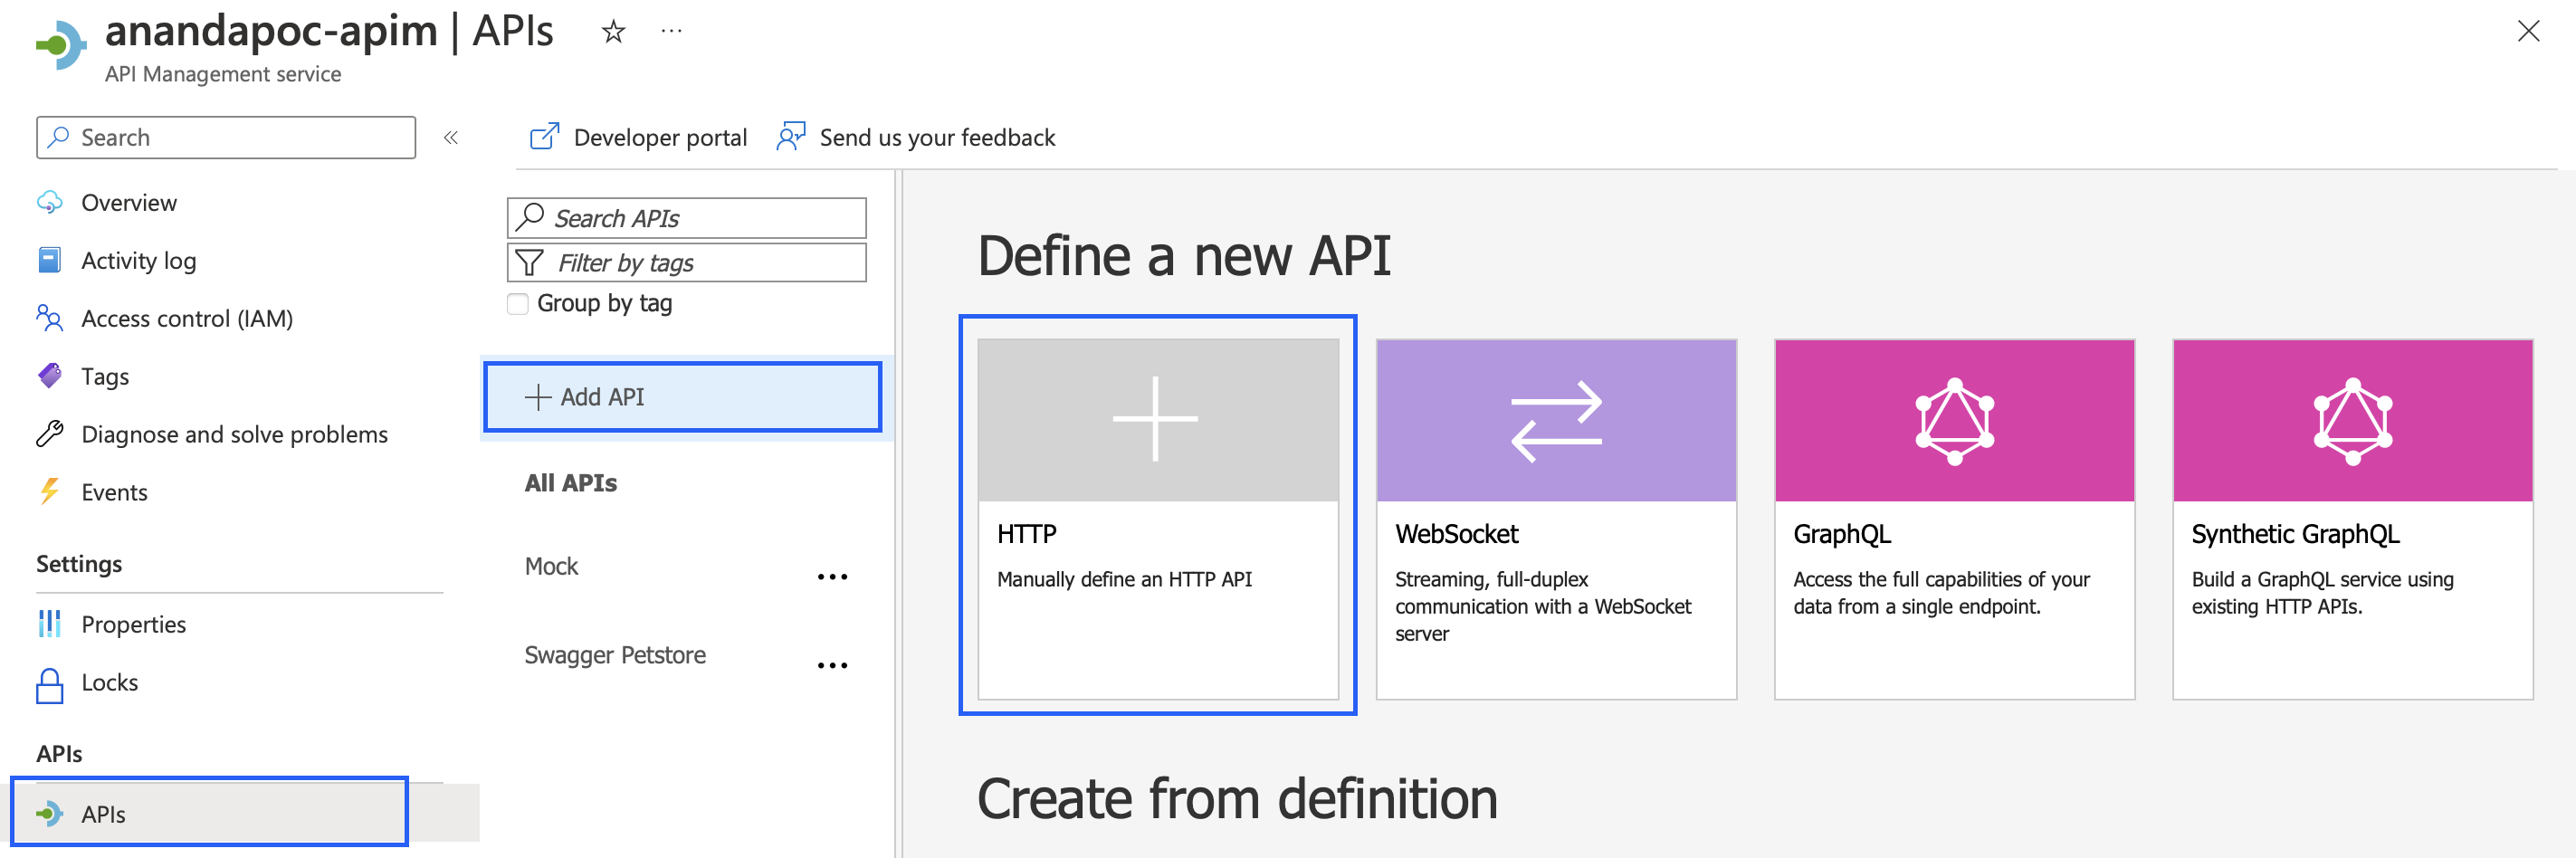 anandapoc-apim | APIs
API Management service
Search
Overview
Activity log
Access control (IAM)
Tags
Diagnose and solve problems
Events
Settings
Properties
Locks
APIs
APIs
Developer portal
Send us your feedback
Search APIs
Filter by tags
Group by tag
Add API
All APIs
Mock
Swagger Petstore
Define a new API
HTTP
Manually define an HTTP API
WebSocket
Streaming, full-duplex
communication with a WebSocket
server
GraphQL
Access the full capabilities of your
data from a single endpoint.
Synthetic GraphQL
Build a GraphQL service using
existing HTTP APIs.
Create from definition